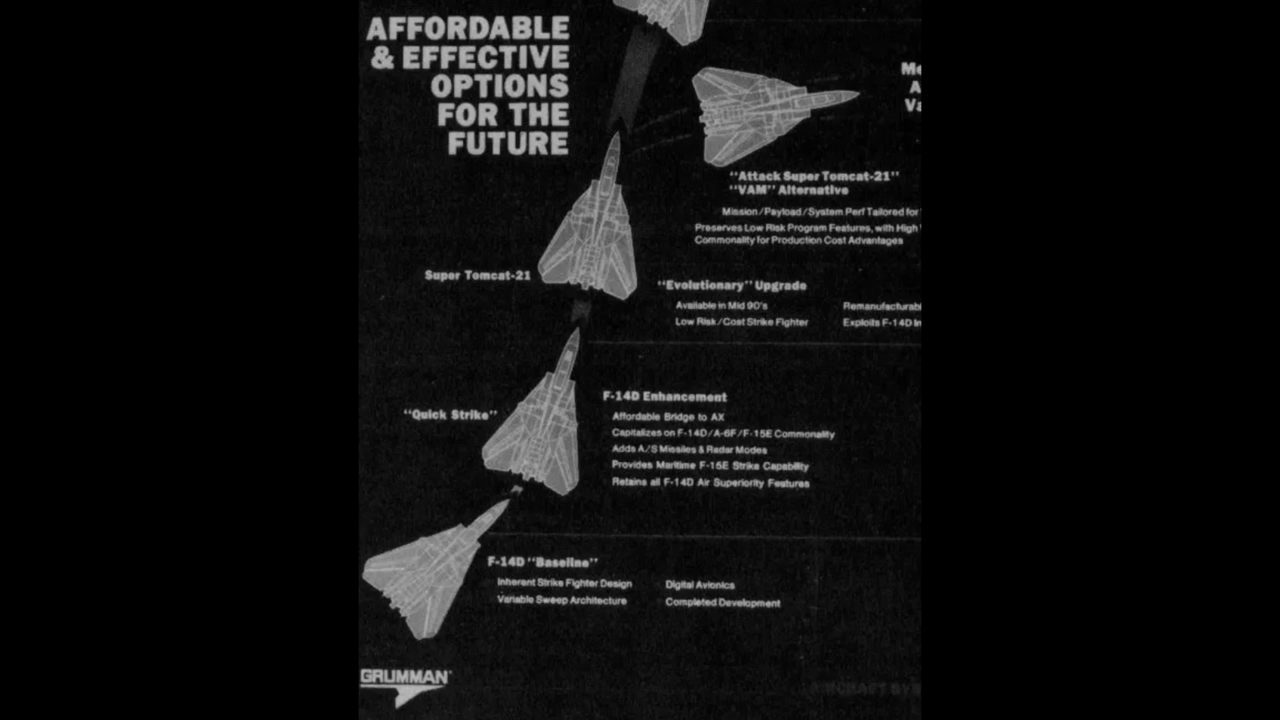 AFFORDABLE
& EFFECTIVE
OPTIONS
FOR THE
FUTURE
"Attack Super Tomcat-21"
"VAM" Alternative
Mission/Payload/System Perf Tailored for
Preserves Low Risk Program Features, with High
Commonality for Production Cost Advantages
Super Tomcat-21
"Evolutionary" Upgrade
Available in Mid 90's
Low Risk/Cost Strike Fighter
Exploits F-14D
"Quick Strike"
F-14D Enhancement
Affordable Bridge to AX
Capitalizes on F-14D/A-6F/F-15E Commonality
Adds A/S Missiles & Radar Modes
Provides Maritime F-15E Strike Capability
Retains all F-14D Air Superiority Features
F-14D "Baseline"
Inherent Strike Fighter Design
Digital Avionics
Variable Sweep Architecture
Completed Development
GRUMMAN